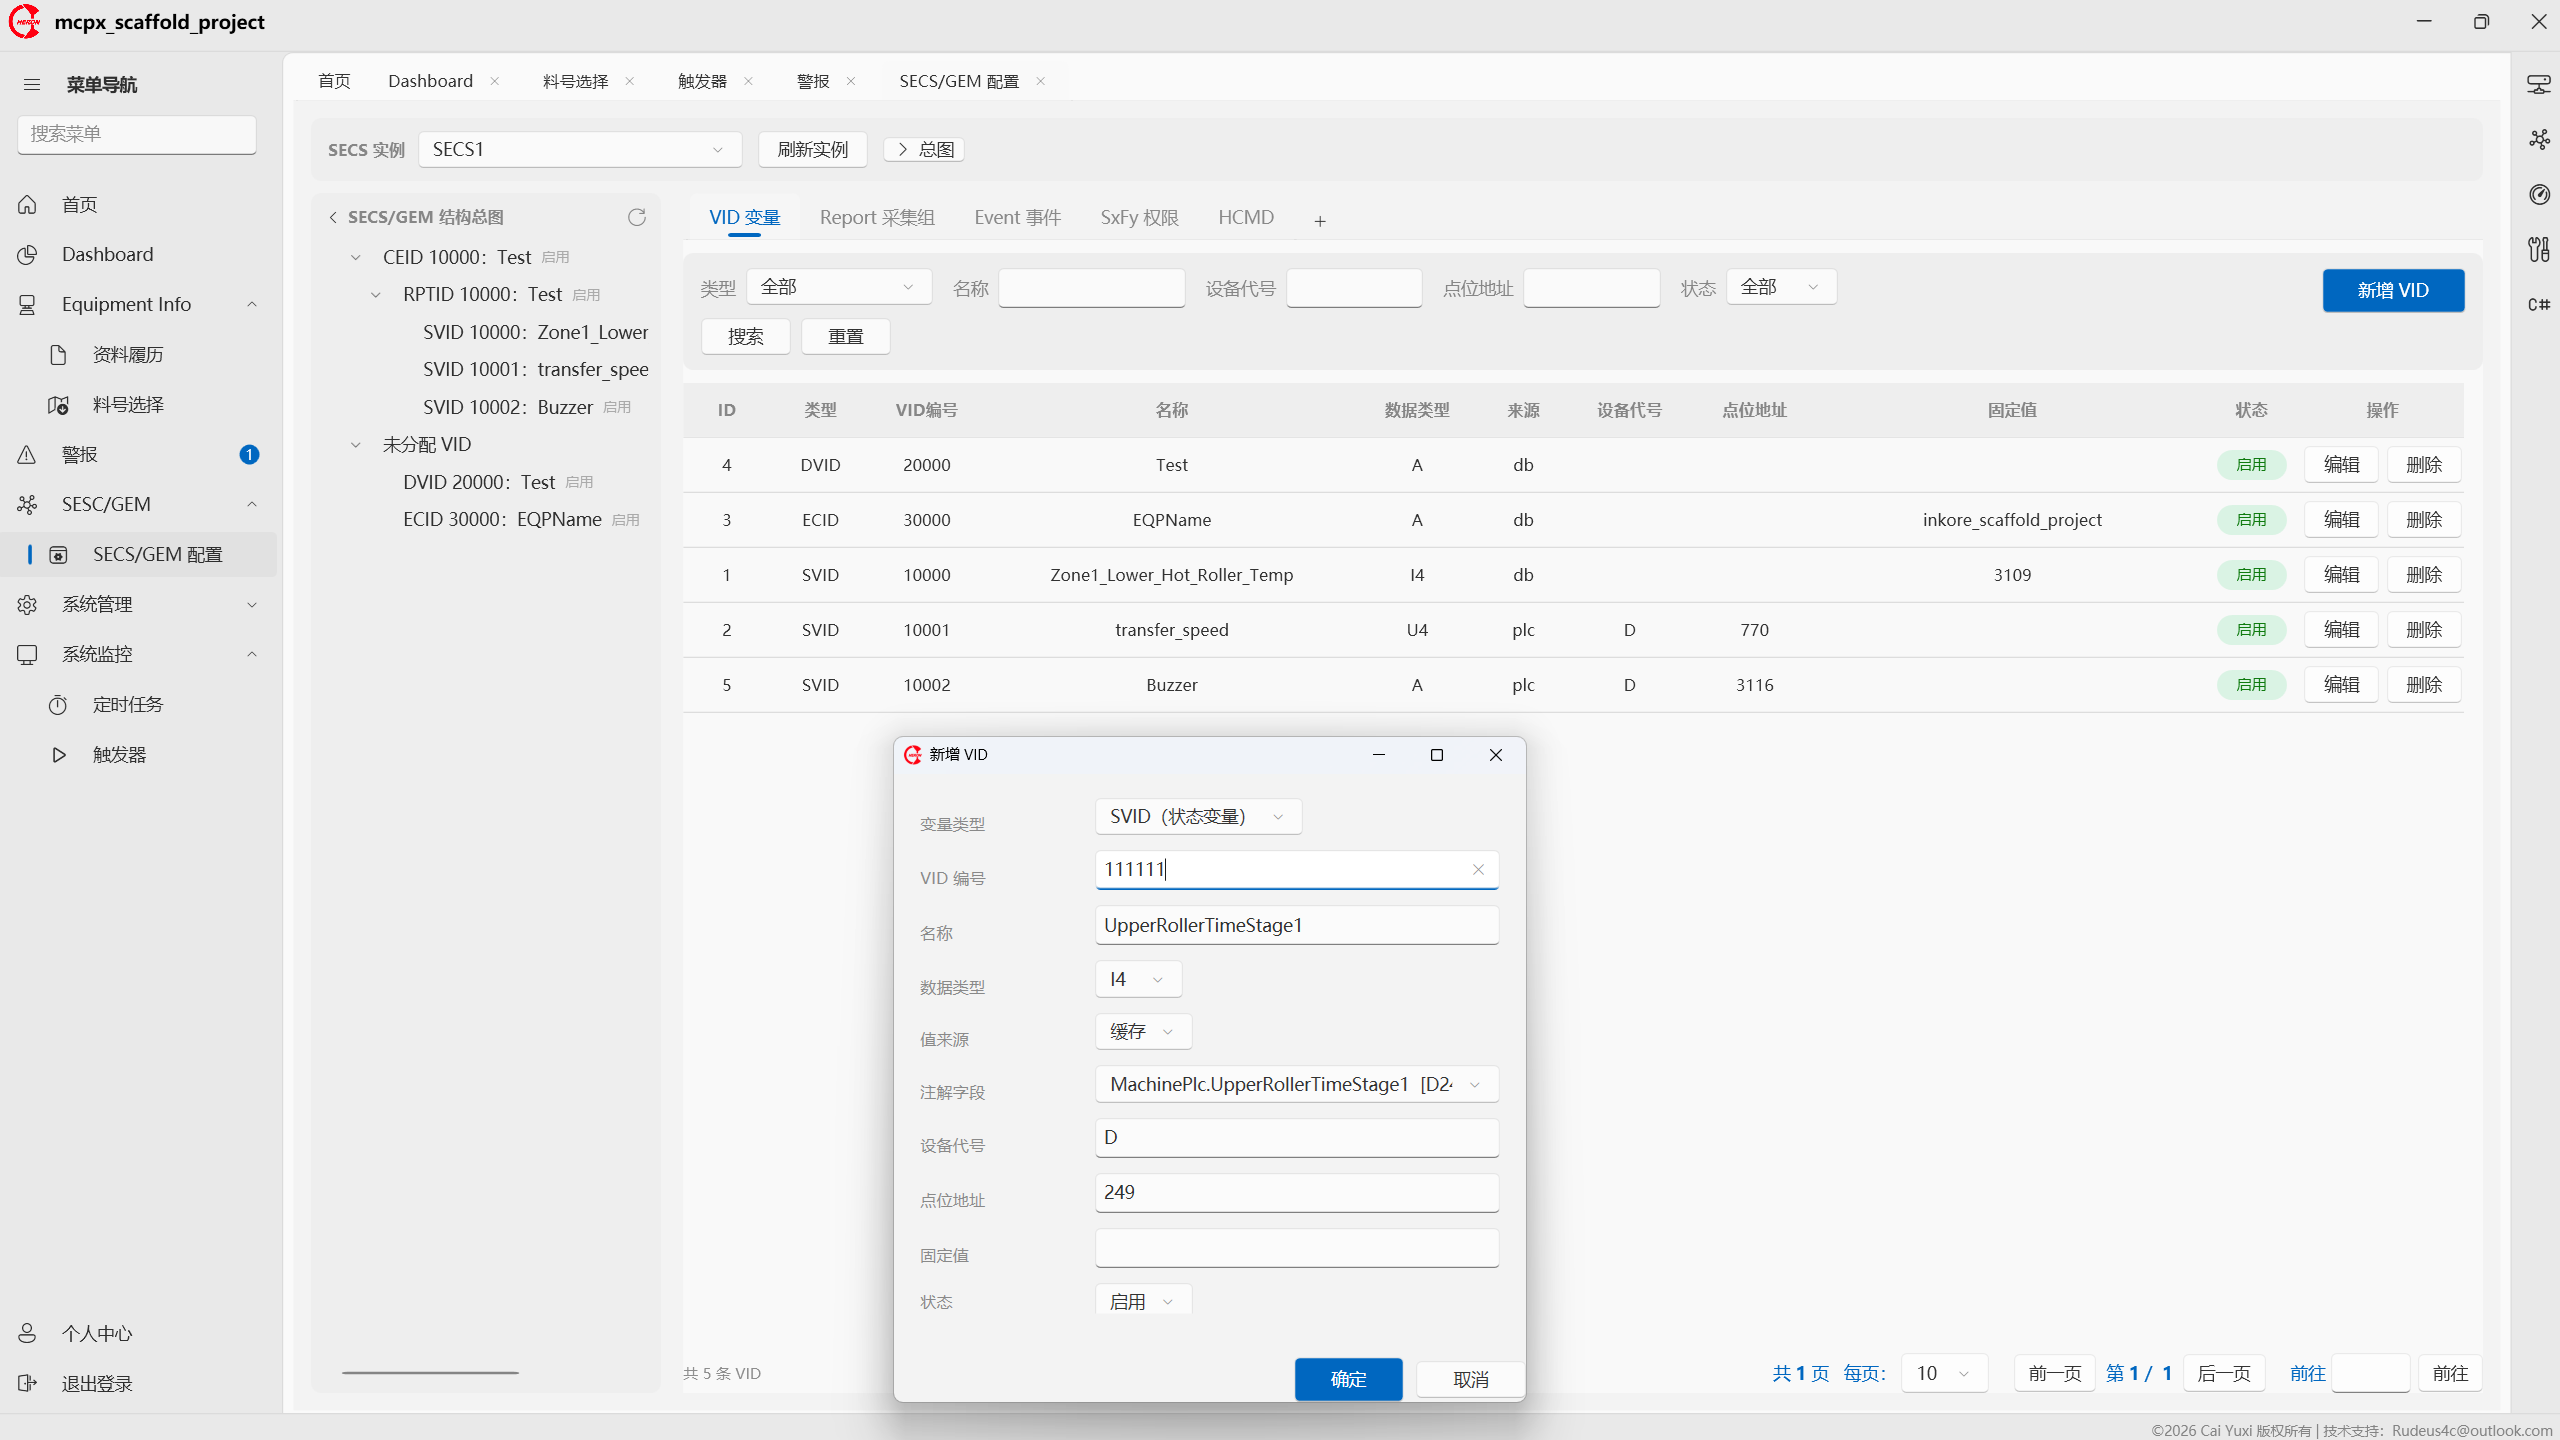 mcpx_scaffold_project
菜单导航
搜索菜单
首页
Dashboard
Equipment Info
资料履历
料号选择
警报 1
SESC/GEM
SECS/GEM 配置
系统管理
系统监控
定时任务
触发器
个人中心
退出登录
首页 Dashboard 料号选择 触发器 警报 SECS/GEM 配置
SECS 实例 SECS1 刷新实例 总图
SECS/GEM 结构总图
CEID 10000：Test 启用
RPTID 10000：Test 启用
SVID 10000：Zone1_Lower
SVID 10001：transfer_spee
SVID 10002：Buzzer 启用
未分配 VID
DVID 20000：Test 启用
ECID 30000：EQPName 启用
VID 变量 Report 采集组 Event 事件 SxFy 权限 HCMD +
类型 全部 名称 设备代号 点位地址 状态 全部 新增 VID
搜索 重置
ID 类型 VID编号 名称 数据类型 来源 设备代号 点位地址 固定值 状态 操作
4 DVID 20000 Test A db 启用 编辑 删除
3 ECID 30000 EQPName A db inkore_scaffold_project 启用 编辑 删除
1 SVID 10000 Zone1_Lower_Hot_Roller_Temp I4 db 3109 启用 编辑 删除
2 SVID 10001 transfer_speed U4 plc D 770 启用 编辑 删除
5 SVID 10002 Buzzer A plc D 3116 启用 编辑 删除
新增 VID
变量类型 SVID（状态变量）
VID 编号 111111
名称 UpperRollerTimeStage1
数据类型 I4
值来源 缓存
注解字段 MachinePlc.UpperRollerTimeStage1 [D24
设备代号 D
点位地址 249
固定值
状态 启用
确定 取消
共 5 条 VID 共 1 页 每页： 10 前一页 第 1 / 1 后一页 前往 前往
C#
©2026 Cai Yuxi 版权所有 | 技术支持：Rudeus4c@outlook.com